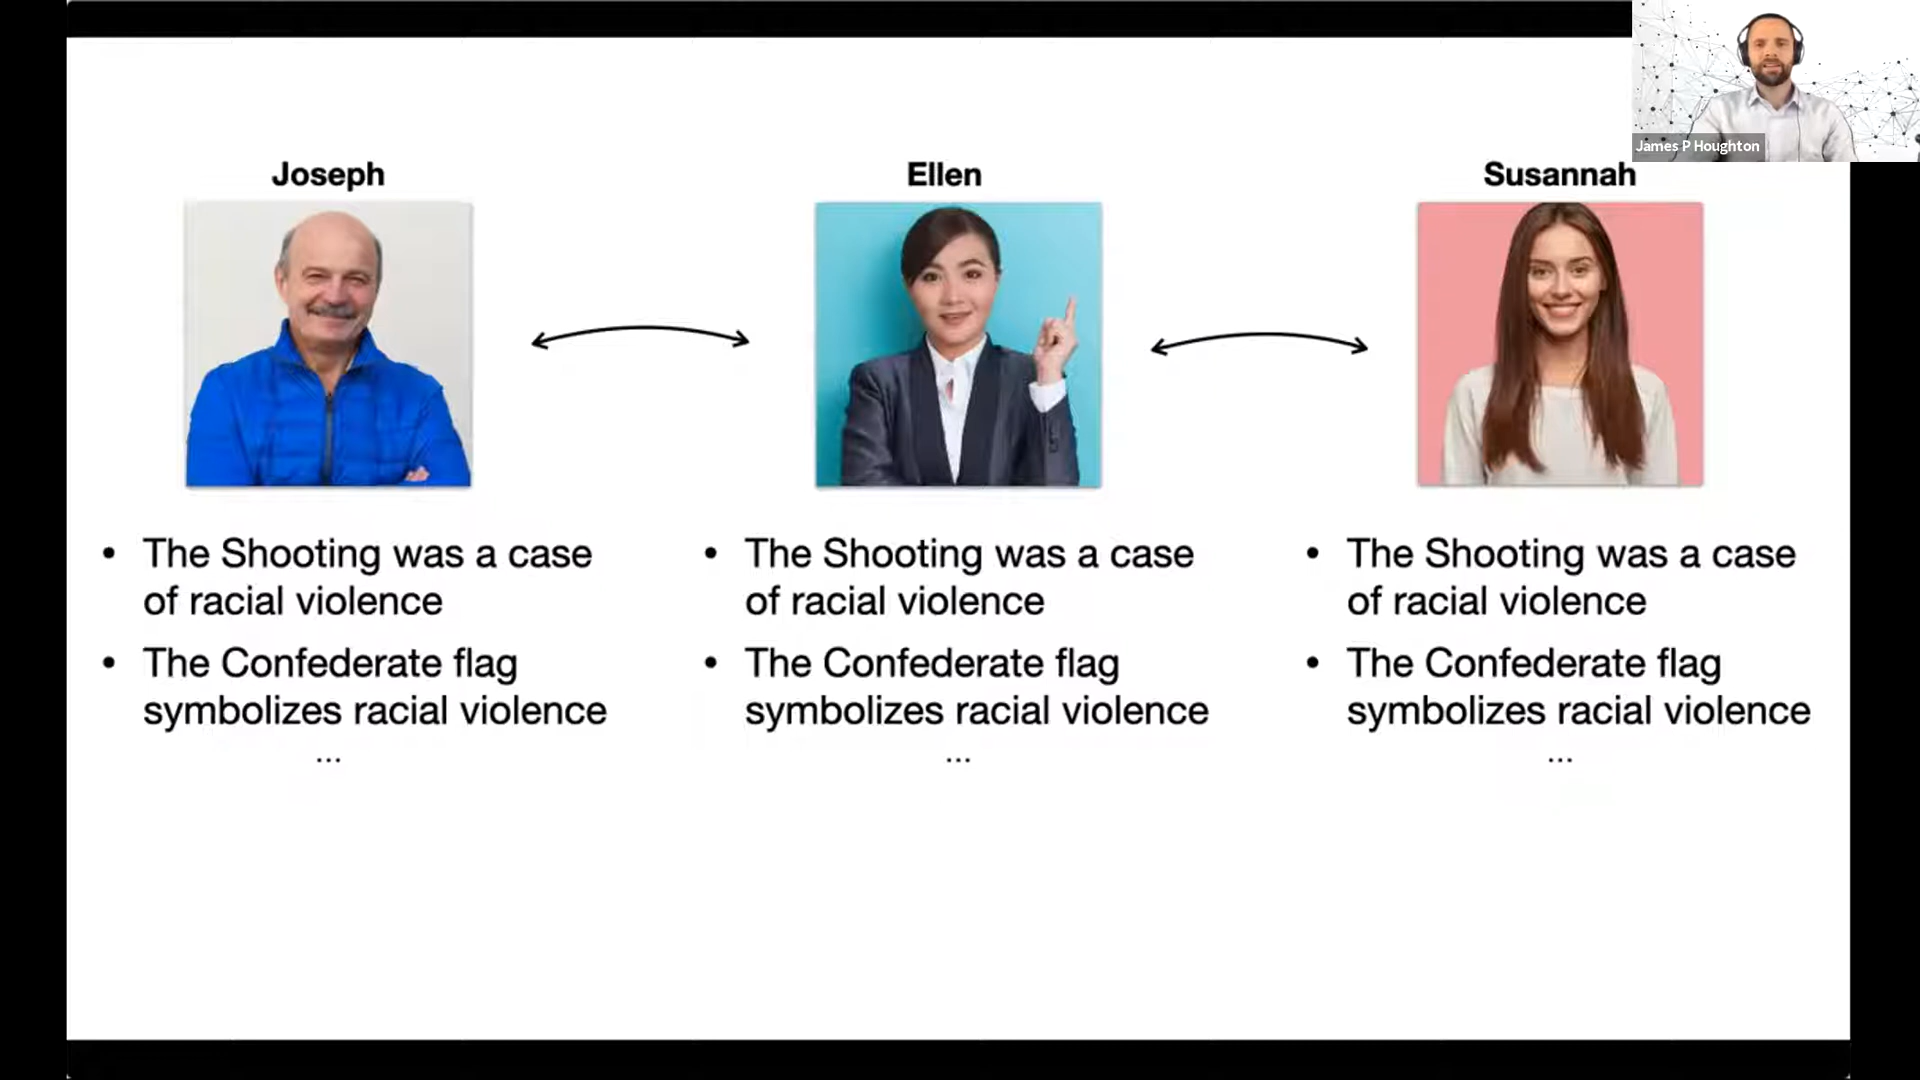 James P Houghton
Joseph
Ellen
Susannah
• The Shooting was a case
of racial violence
• The Confederate flag
symbolizes racial violence
...
• The Shooting was a case
of racial violence
• The Confederate flag
symbolizes racial violence
...
• The Shooting was a case
of racial violence
• The Confederate flag
symbolizes racial violence
...